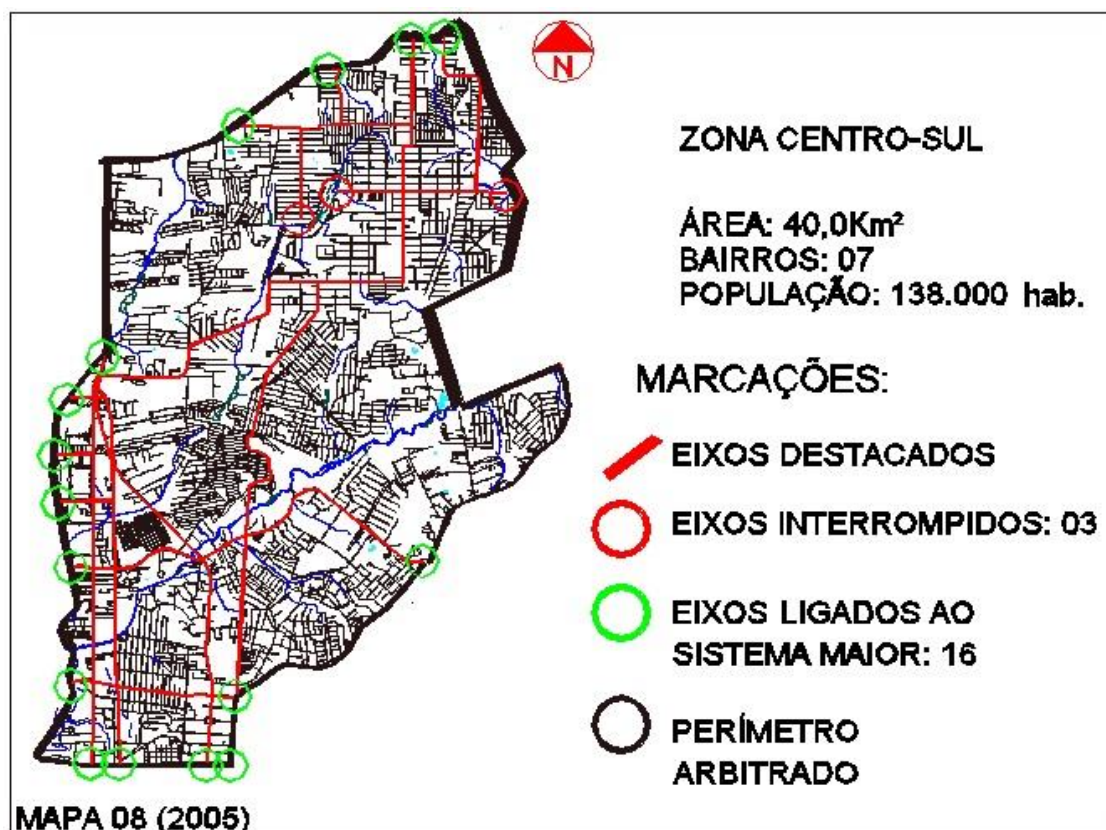 N
ZONA CENTRO-SUL
ÁREA: 40,0Km²
BAIRROS: 07
POPULAÇÃO: 138.000 hab.
MARCAÇÕES:
EIXOS DESTACADOS
EIXOS INTERROMPIDOS: 03
EIXOS LIGADOS AO
SISTEMA MAIOR: 16
PERÍMETRO
ARBITRADO
MAPA 08 (2005)